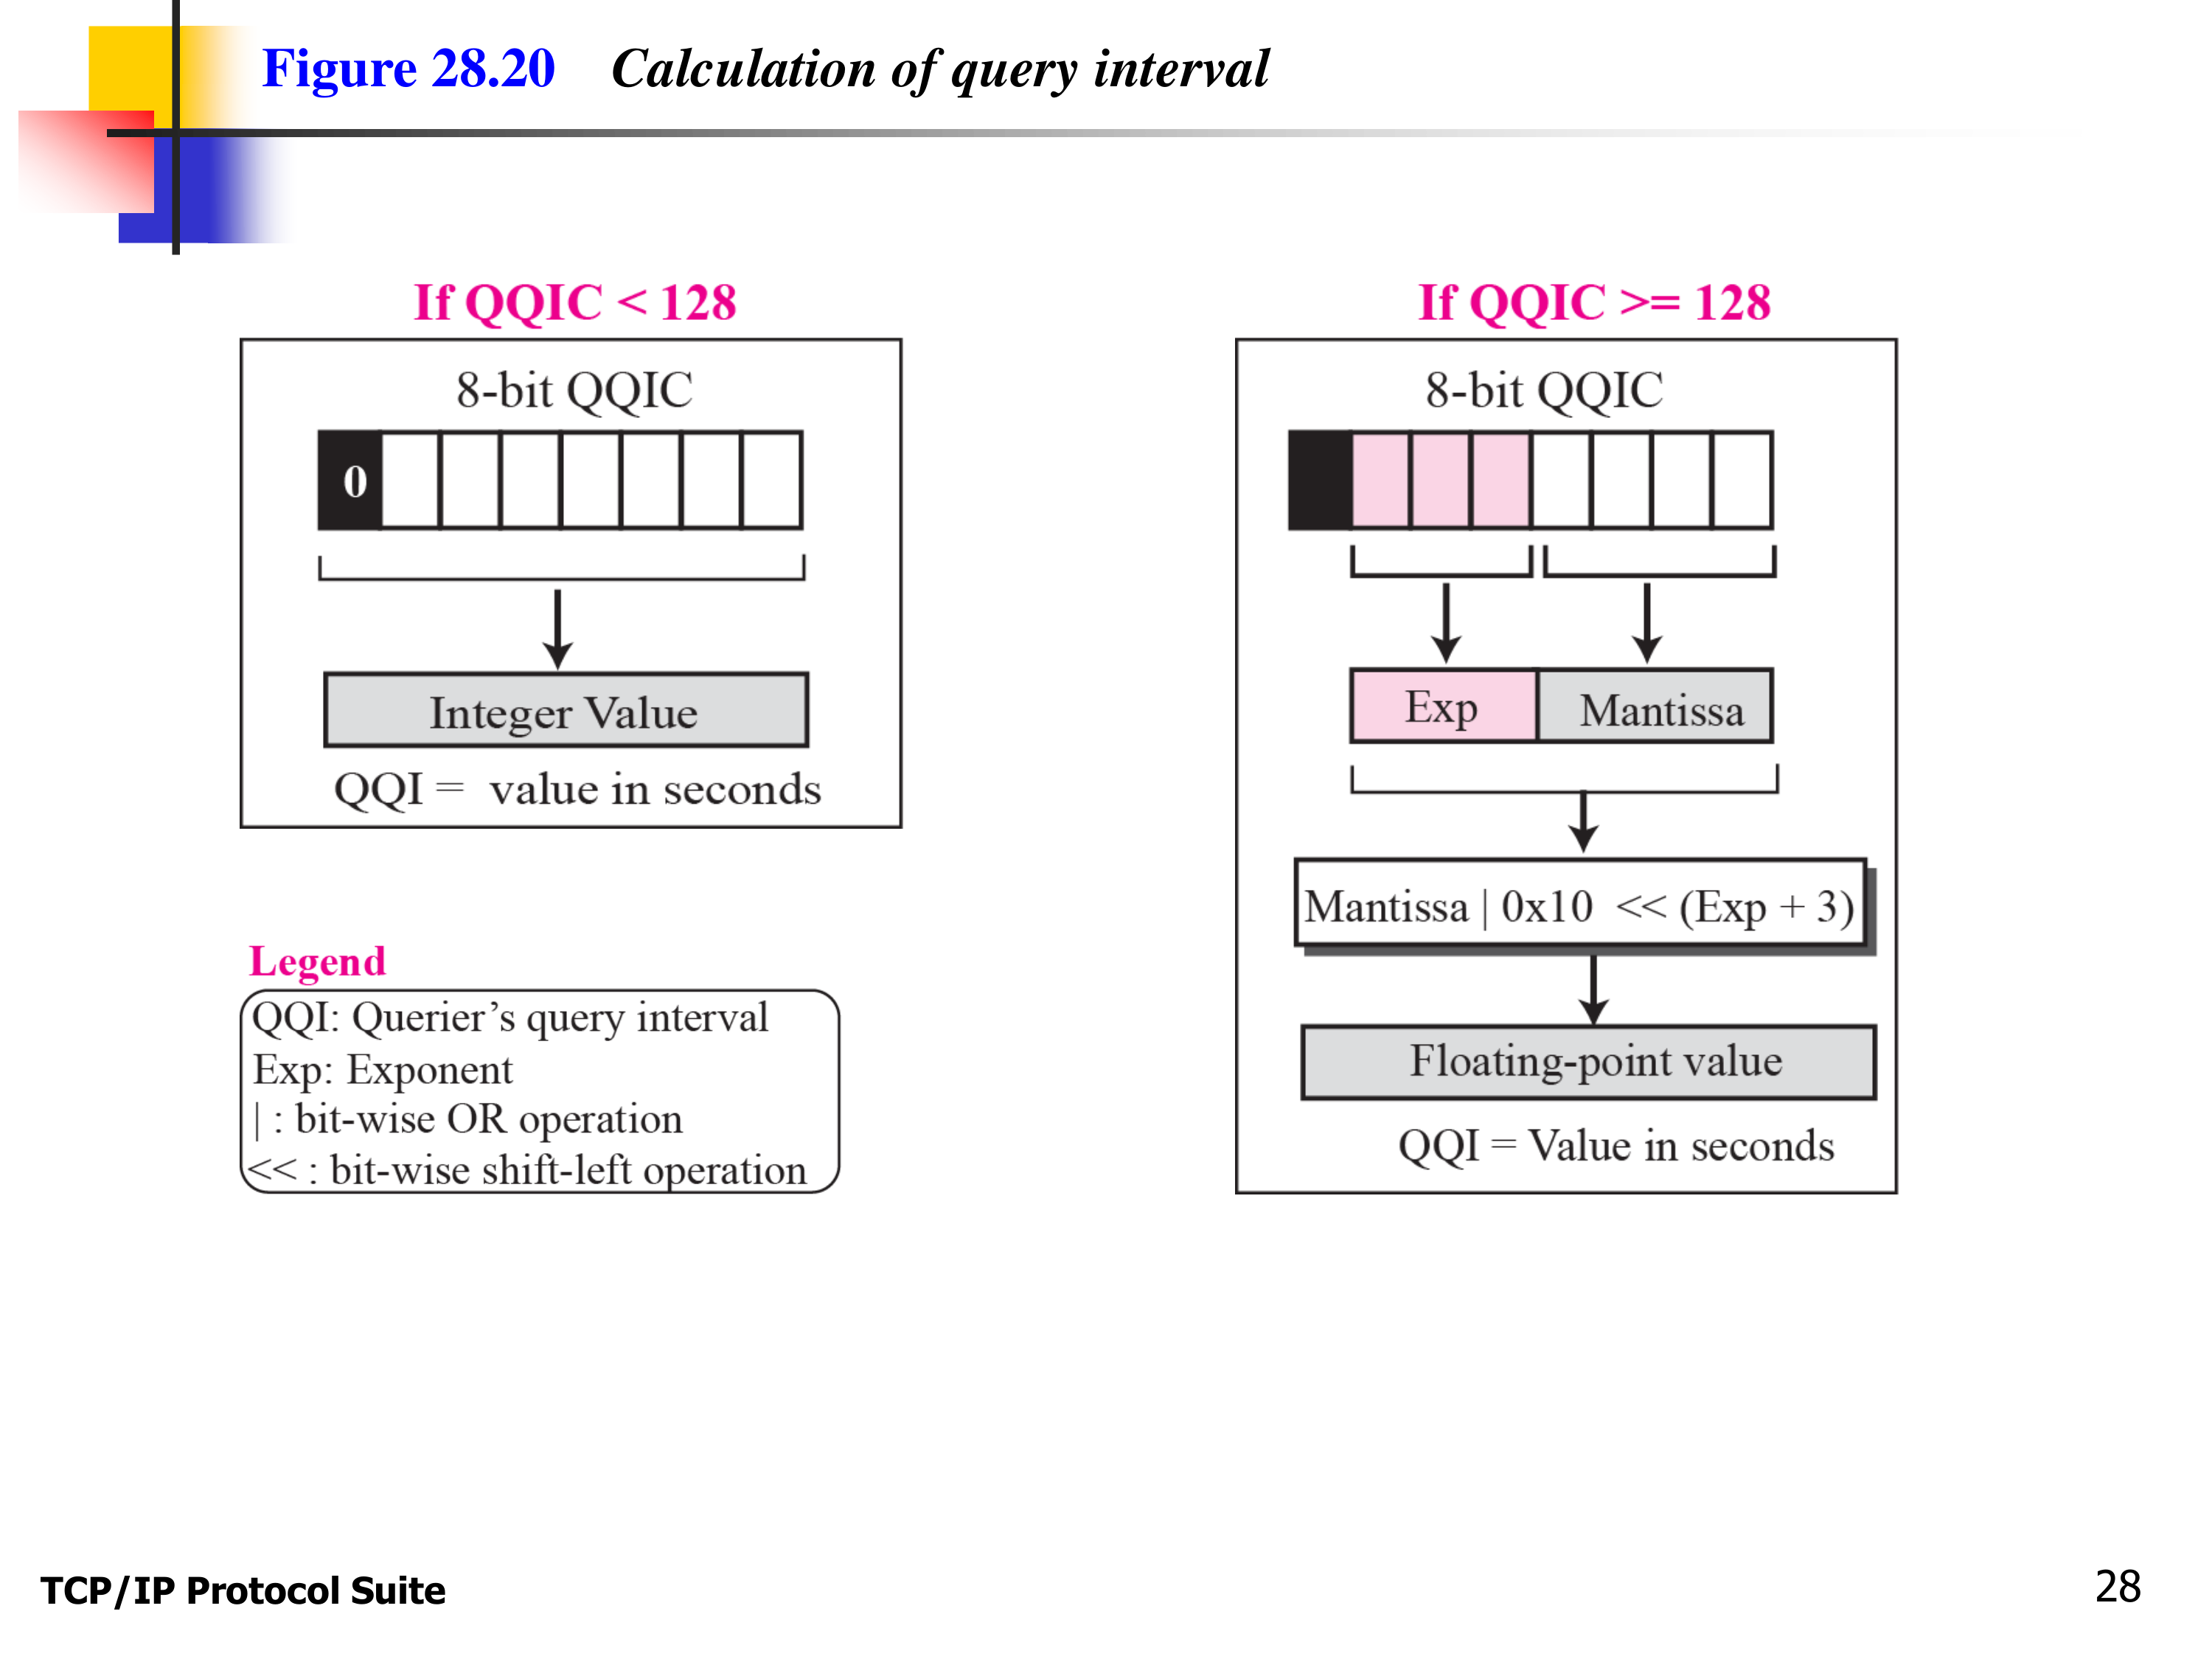 Figure 28.20 Calculation of query interval
If QQIC < 128
8-bit QQIC
0
Integer Value
QQI = value in seconds
Legend
QQI: Querier’s query interval
Exp: Exponent
| : bit-wise OR operation
<< : bit-wise shift-left operation
If QQIC >= 128
8-bit QQIC
Exp Mantissa
Mantissa | 0x10 << (Exp + 3)
Floating-point value
QQI = Value in seconds
TCP/IP Protocol Suite 28